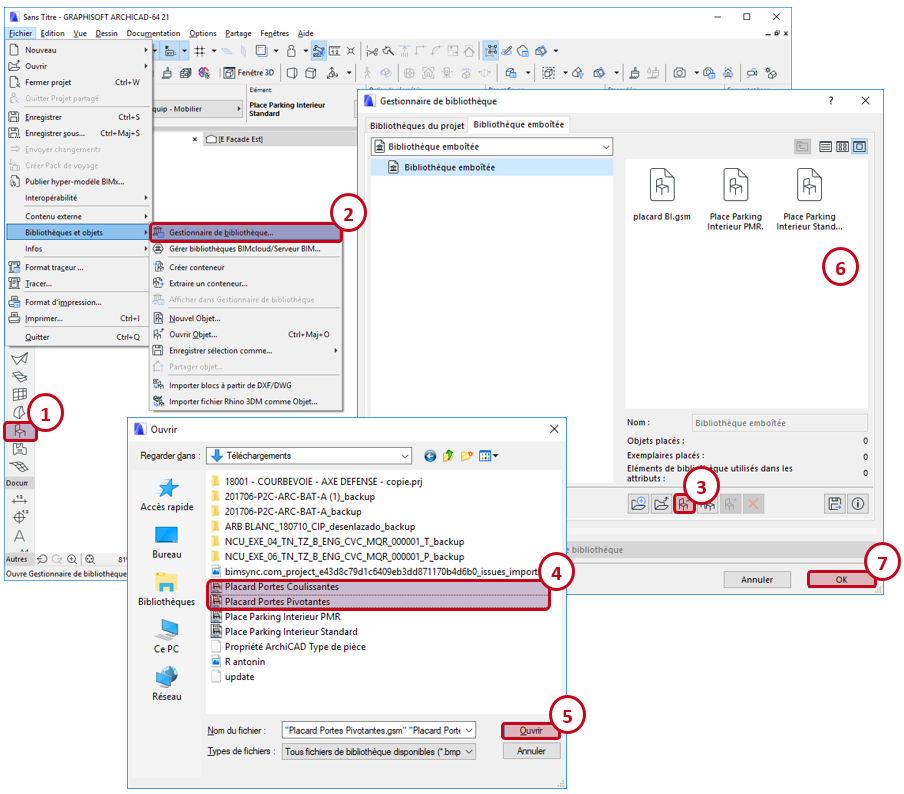 Sans Titre - GRAPHISOFT ARCHICAD-64 21
Fichier Edition Vue Dessin Documentation Options Partage Fenêtres Aide
Nouveau
Ouvrir
Fermer projet Ctrl+W
Quitter Projet partagé
Enregistrer Ctrl+S
Enregistrer sous... Ctrl+Maj+S
Envoyer changements
Créer Pack de voyage
Publier hyper-modèle BIMx...
Interopérabilité
Contenu externe
Bibliothèques et objets
Infos
Format traceur ...
Tracer...
Format d'impression...
Imprimer... Ctrl+I
Quitter Ctrl+Q
Fenêtre 3D
Elément:
quip - Mobilier
Place Parking Interieur
Standard
[E Façade Est]
2
Gestionnaire de bibliothèque...
Gérer bibliothèques BIMcloud/Serveur BIM...
Créer conteneur
Extraire un conteneur...
Afficher dans Gestionnaire de bibliothèque
Nouvel Objet...
Ouvrir Objet... Ctrl+Maj+O
Enregistrer sélection comme...
Partager objet...
Importer blocs à partir de DXF/DWG
Importer fichier Rhino 3DM comme Objet...
1
Docum
Autres
81
Ouvre Gestionnaire de bibliothèque
Gestionnaire de bibliothèque
?
Bibliothèques du projet Bibliothèque emboîtée
Bibliothèque emboîtée
Bibliothèque emboîtée
placard BI.gsm
Place Parking
Interieur PMR.
Place Parking
Interieur Stand...
6
Nom : Bibliothèque emboîtée
Objets placés : 0
Exemplaires placés : 0
Eléments de bibliothèque utilisés dans les
attributs : 0
3
e bibliothèque
7
Annuler OK
Ouvrir
Regarder dans : Téléchargements
Accès rapide
Bureau
Bibliothèques
Ce PC
Réseau
18001 - COURBEVOIE - AXE DEFENSE - copie.prj
201706-P2C-ARC-BAT-A (1)_backup
201706-P2C-ARC-BAT-A_backup
ARB BLANC_180710_CIP_desenlazado_backup
NCU_EXE_04_TN_TZ_B_ENG_CVC_MQR_000001_T_backup
NCU_EXE_06_TN_TZ_B_ENG_CVC_MQR_000001_P_backup
bimsync.com_project_e43d8c79d1c6409eb3dd871170b4d6b0_issues_import
4
Placard Portes Coulissantes
Placard Portes Pivotantes
Place Parking Interieur PMR
Place Parking Interieur Standard
Propriété ArchiCAD Type de pièce
R antonin
update
5
Nom du fichier : "Placard Portes Pivotantes.gsm" "Placard Porte
Ouvrir
Types de fichiers : Tous fichiers de bibliothèque disponibles (*.bmp
Annuler